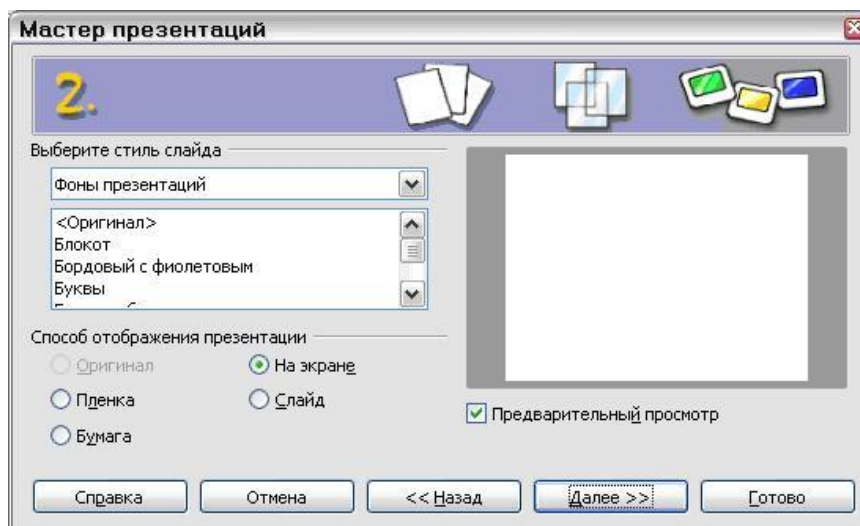 Мастер презентаций
2.
Выберите стиль слайда
Фоны презентаций
<Оригинал>
Блокот
Бордовый с фиолетовым
Буквы
Способ отображения презентации
Оригинал
На экране
Пленка
Слайд
Бумага
Предварительный просмотр
Справка
Отмена
<< Назад
Далее >>
Готово